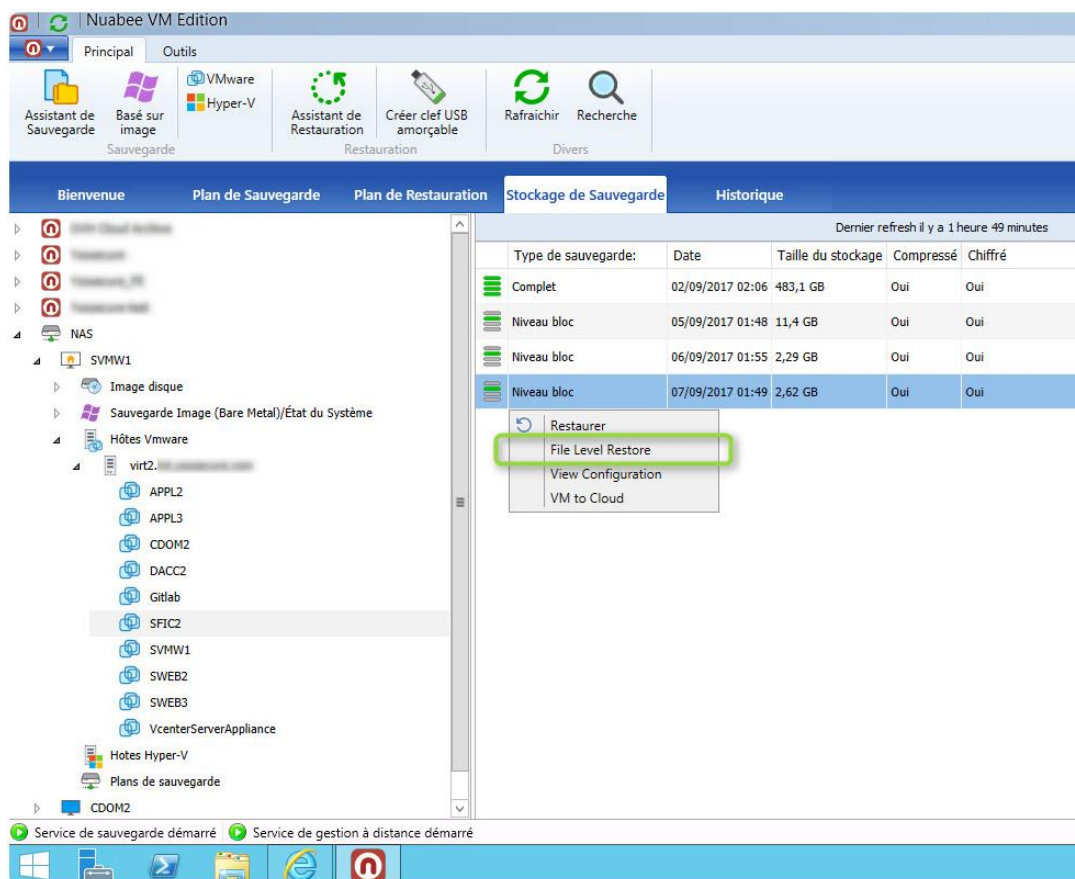 Nuabee VM Edition
Principal Outils
Assistant de Sauvegarde
Basé sur image
VMware
Hyper-V
Assistant de Restauration
Créer clef USB amorçable
Rafraichir
Recherche
Sauvegarde Restauration Divers
Bienvenue Plan de Sauvegarde Plan de Restauration Stockage de Sauvegarde Historique
Dernier refresh il y a 1 heure 49 minutes
Type de sauvegarde: Date Taille du stockage Compressé Chiffré
Complet 02/09/2017 02:06 483,1 GB Oui Oui
Niveau bloc 05/09/2017 01:48 11,4 GB Oui Oui
Niveau bloc 06/09/2017 01:55 2,29 GB Oui Oui
Niveau bloc 07/09/2017 01:49 2,62 GB Oui Oui
Restaurer
File Level Restore
View Configuration
VM to Cloud
NAS
SVMW1
Image disque
Sauvegarde Image (Bare Metal)/État du Système
Hôtes Vmware
virt2.
APPL2
APPL3
CDOM2
DACC2
Gitlab
SFIC2
SVMW1
SWEB2
SWEB3
VcenterServerAppliance
Hotes Hyper-V
Plans de sauvegarde
CDOM2
Service de sauvegarde démarré Service de gestion à distance démarré